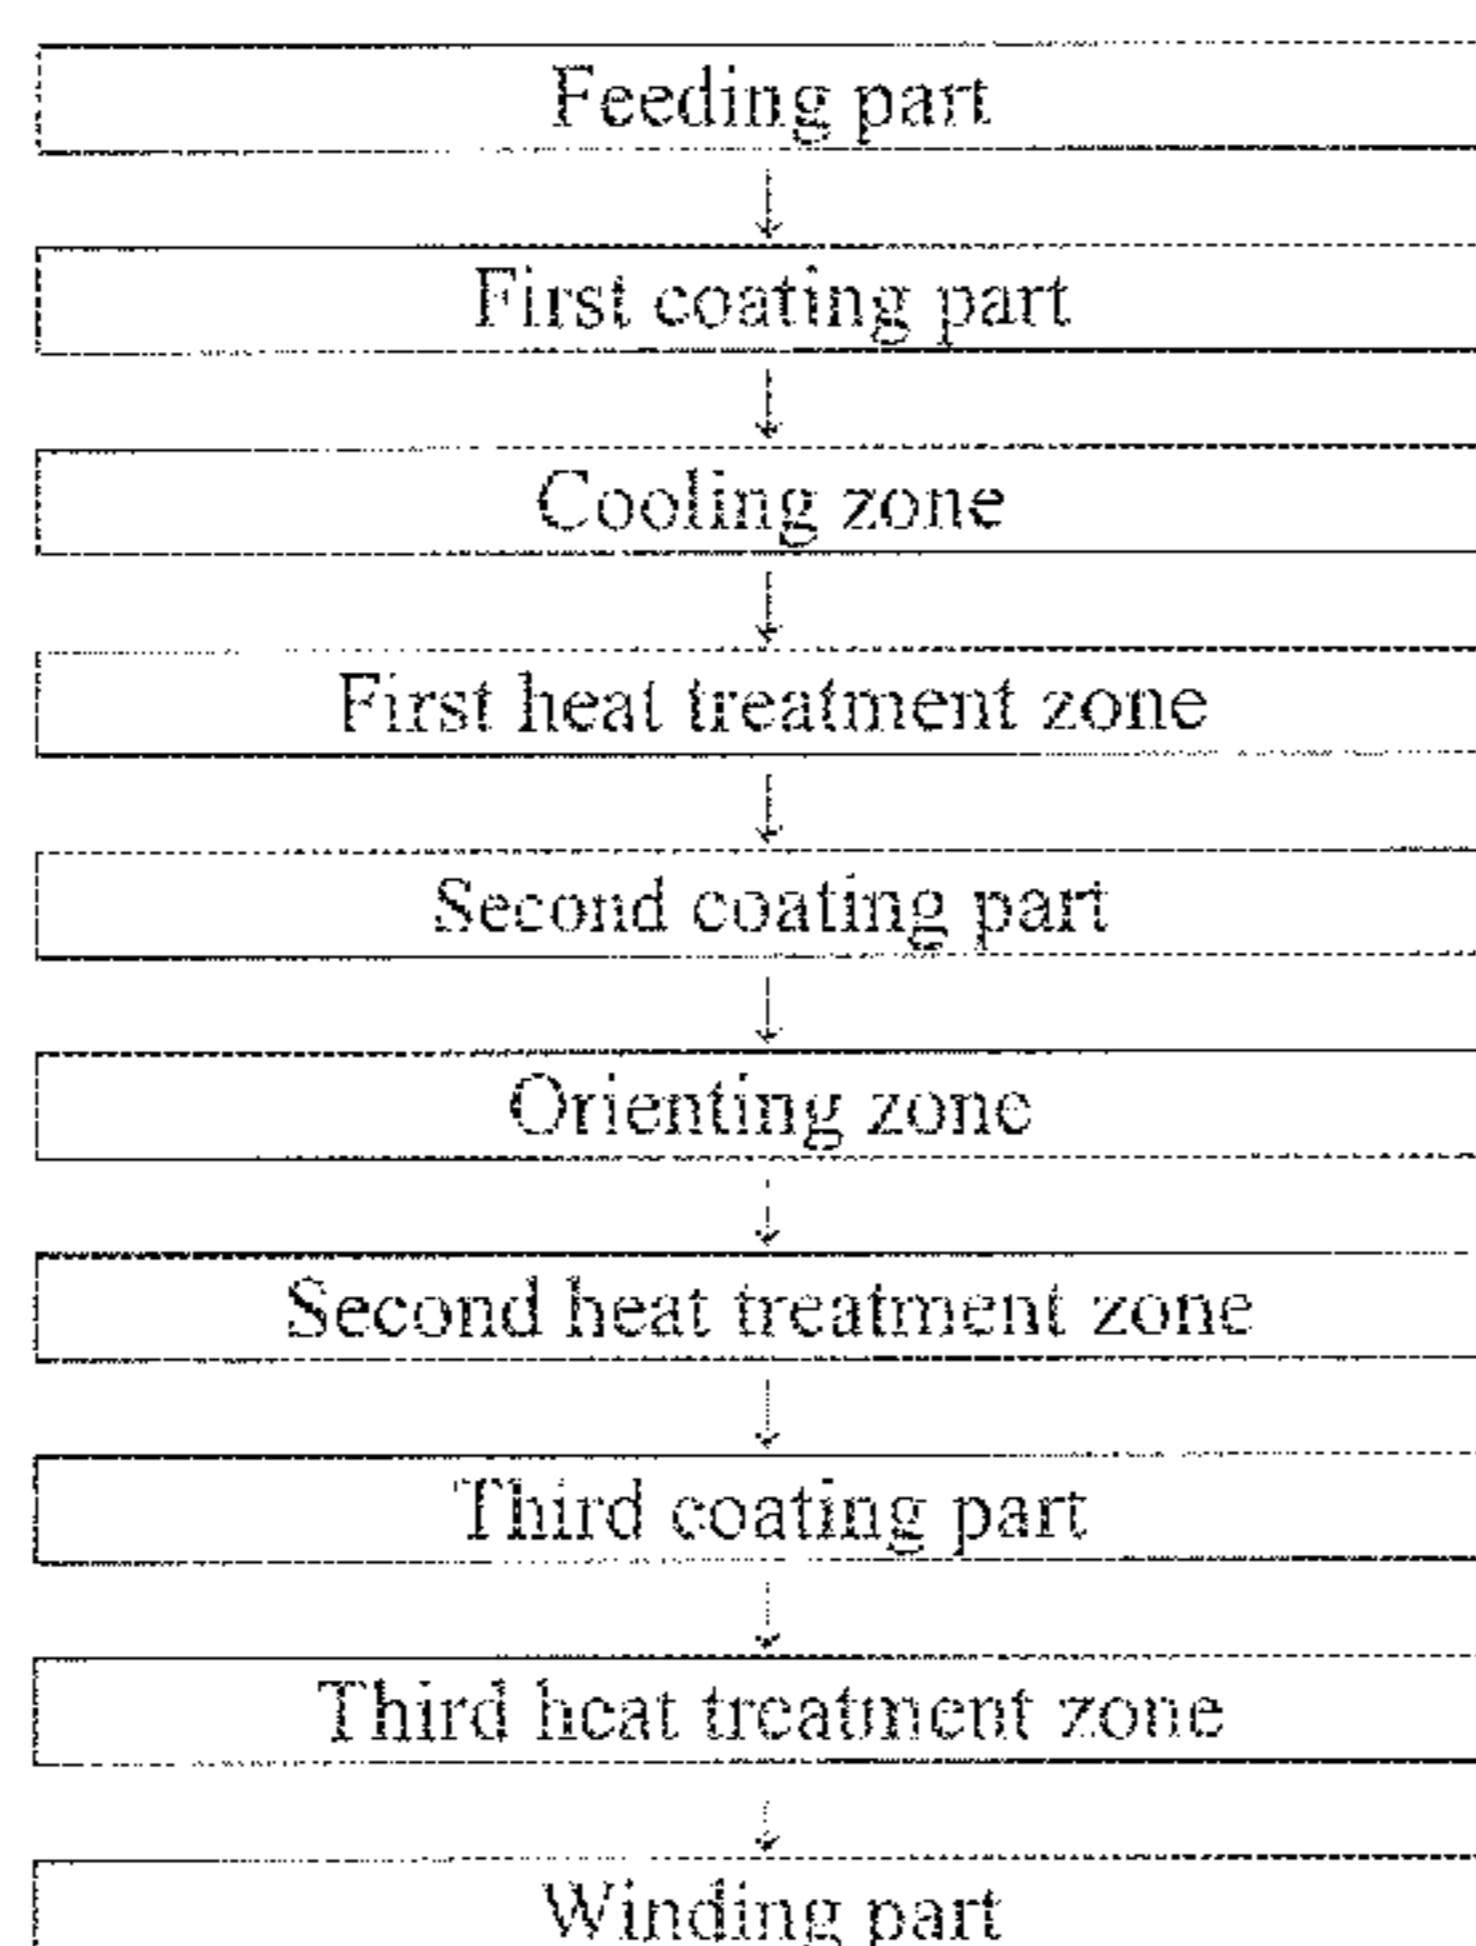 Feeding part
First coating part
Cooling zone
First heat treatment zone
Second coating part
Orienting zone
Second heat treatment zone
Third coating part
Third heat treatment zone
Winding part